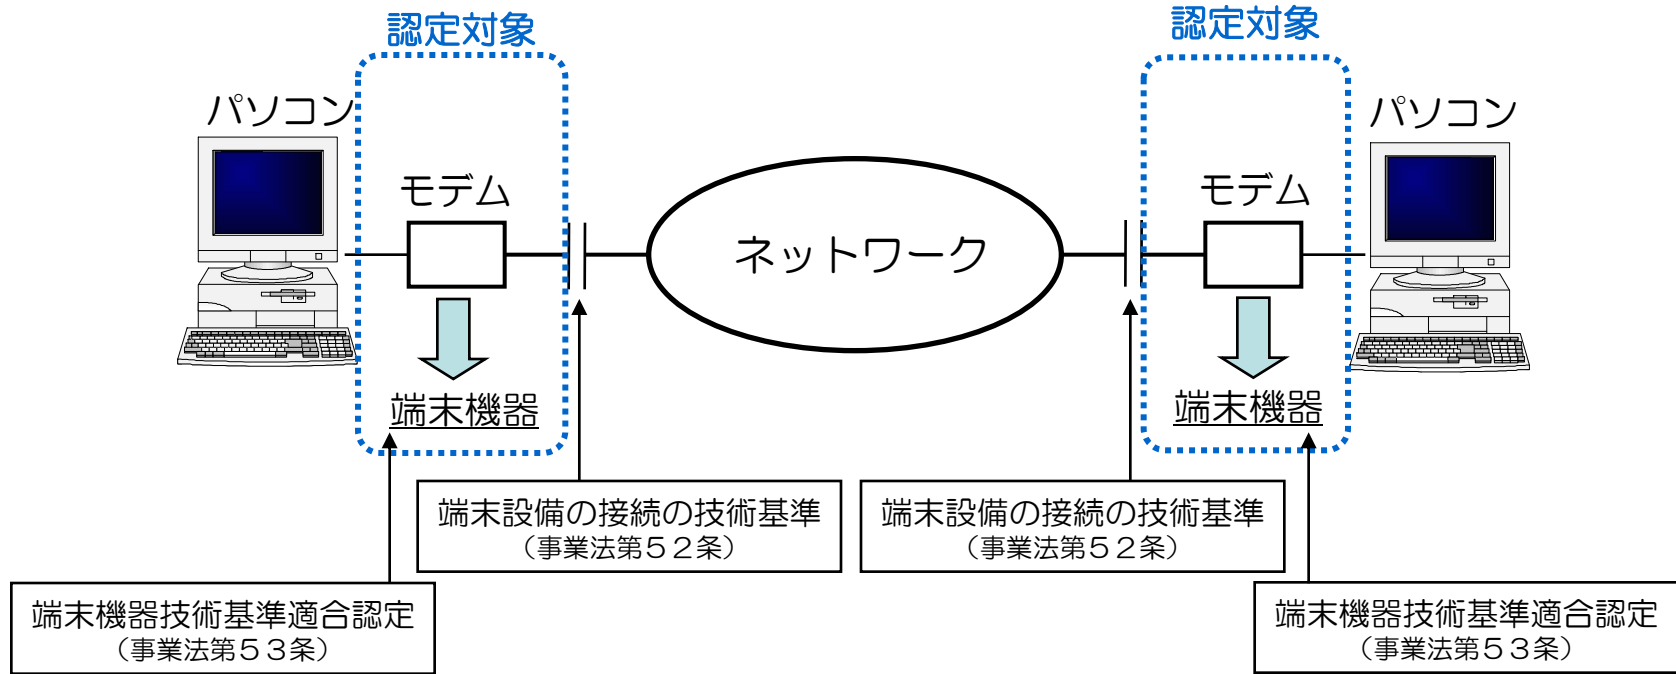 認定対象
認定対象
パソコン
パソコン
モデム
モデム
ネットワーク
端末機器
端末機器
端末設備の接続の技術基準
（事業法第５２条）
端末設備の接続の技術基準
（事業法第５２条）
端末機器技術基準適合認定
（事業法第５３条）
端末機器技術基準適合認定
（事業法第５３条）